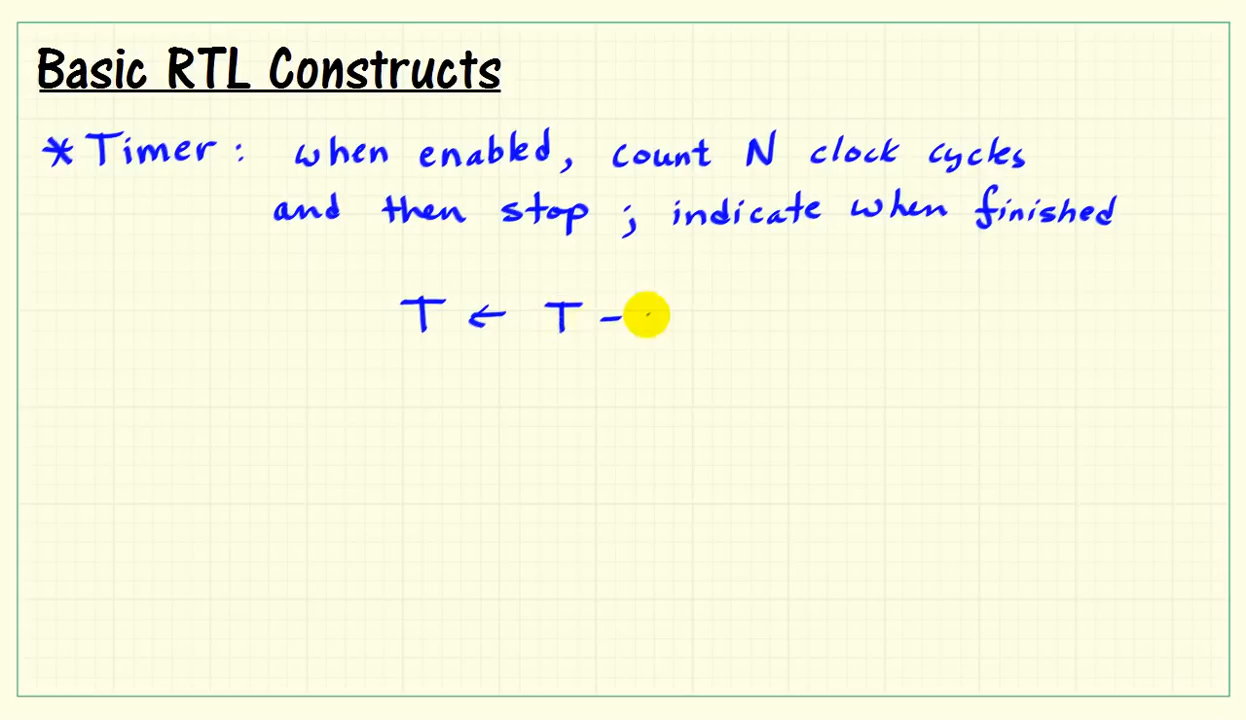 Basic RTL Constructs
* Timer : when enabled, count N clock cycles
and then stop ; indicate when finished
T ← T -